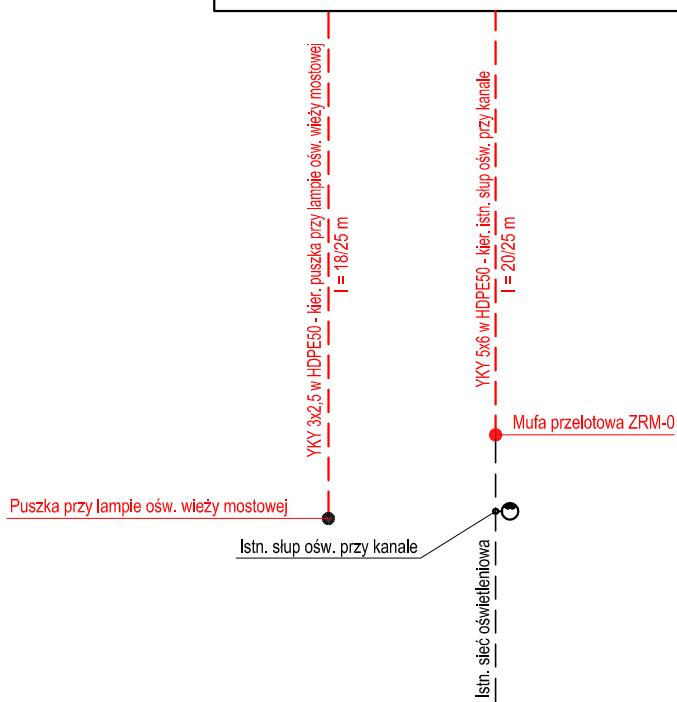 YKY 3x2,5 w HDPE50 - kier. puszka przy lampie ośw. wieży mostowej
l = 18/25 m
YKY 5x6 w HDPE50 - kier. istn. słup ośw. przy kanale
l = 20/25 m
Mufa przelotowa ZRM-0
Puszka przy lampie ośw. wieży mostowej
Istn. słup ośw. przy kanale
Istn. sieć oświetleniowa